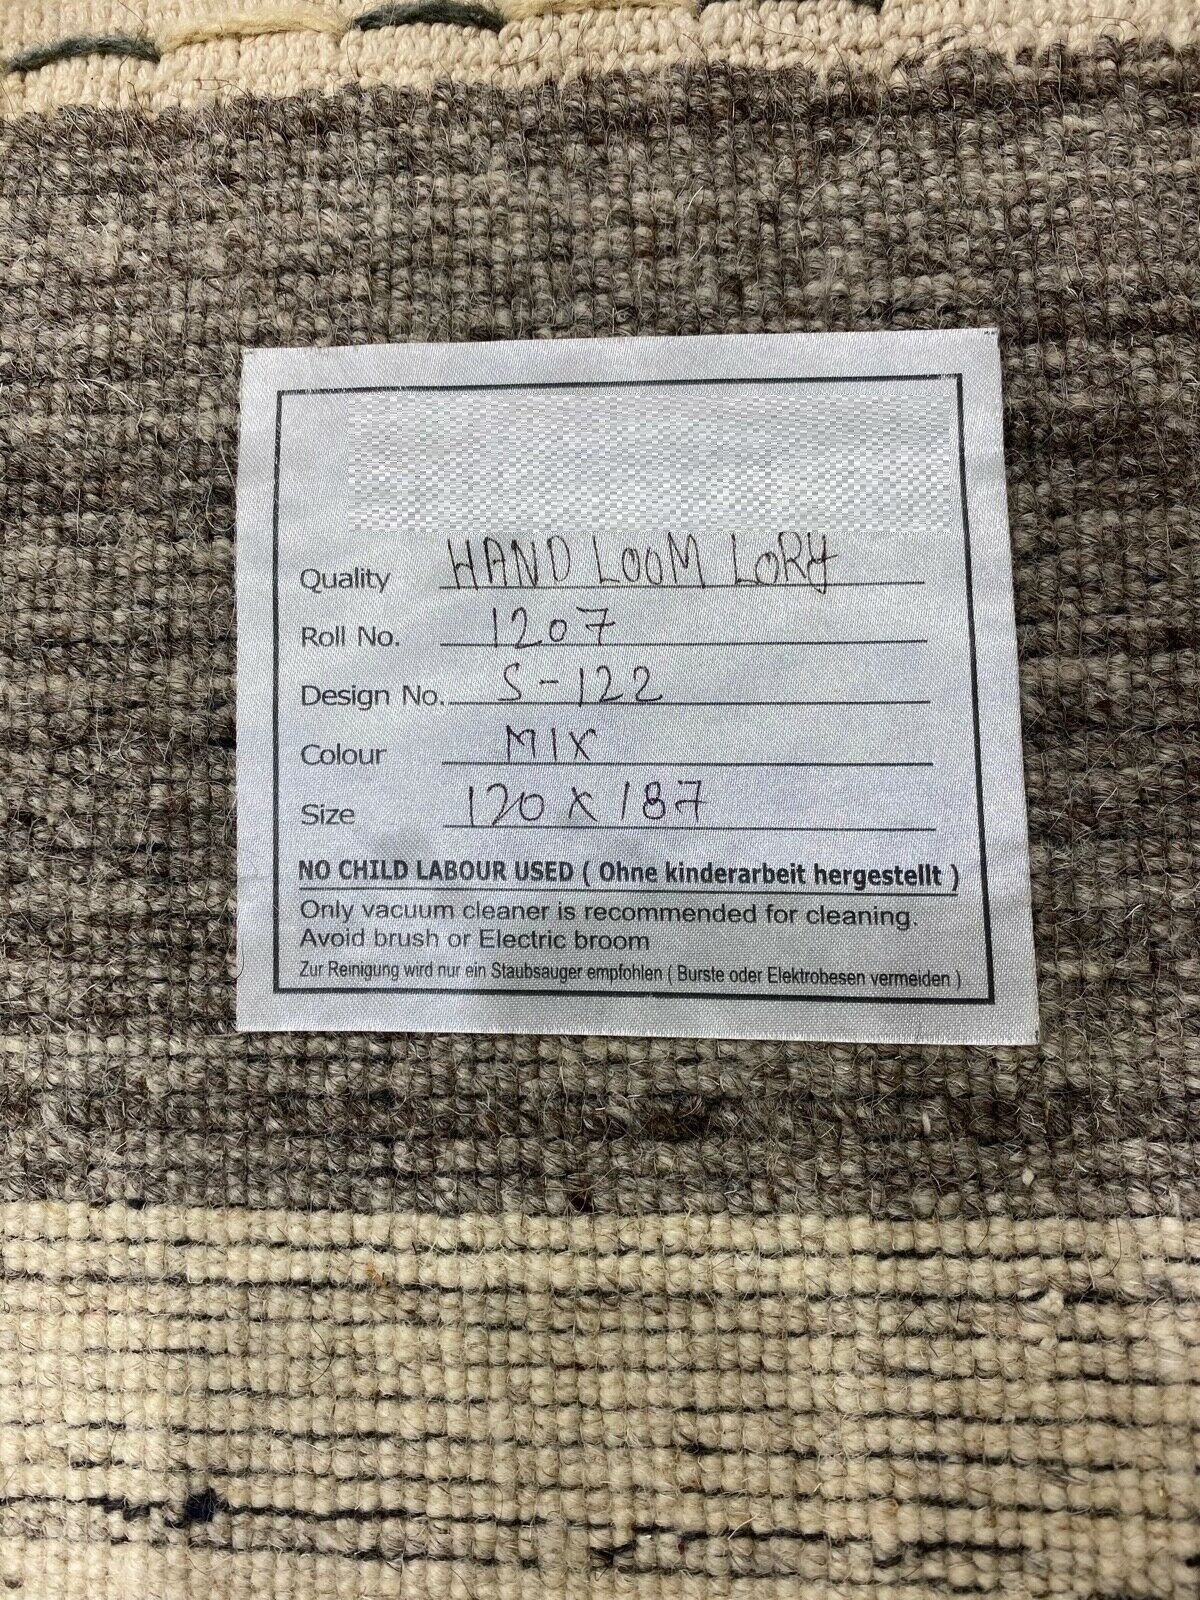 Quality HAND LOOM LORY
Roll No. 1207
Design No. S-122
Colour MIX
Size 120 X 187
NO CHILD LABOUR USED ( Ohne kinderarbeit hergestellt )
Only vacuum cleaner is recommended for cleaning.
Avoid brush or Electric broom
Zur Reinigung wird nur ein Staubsauger empfohlen ( Burste oder Elektrobesen vermeiden )